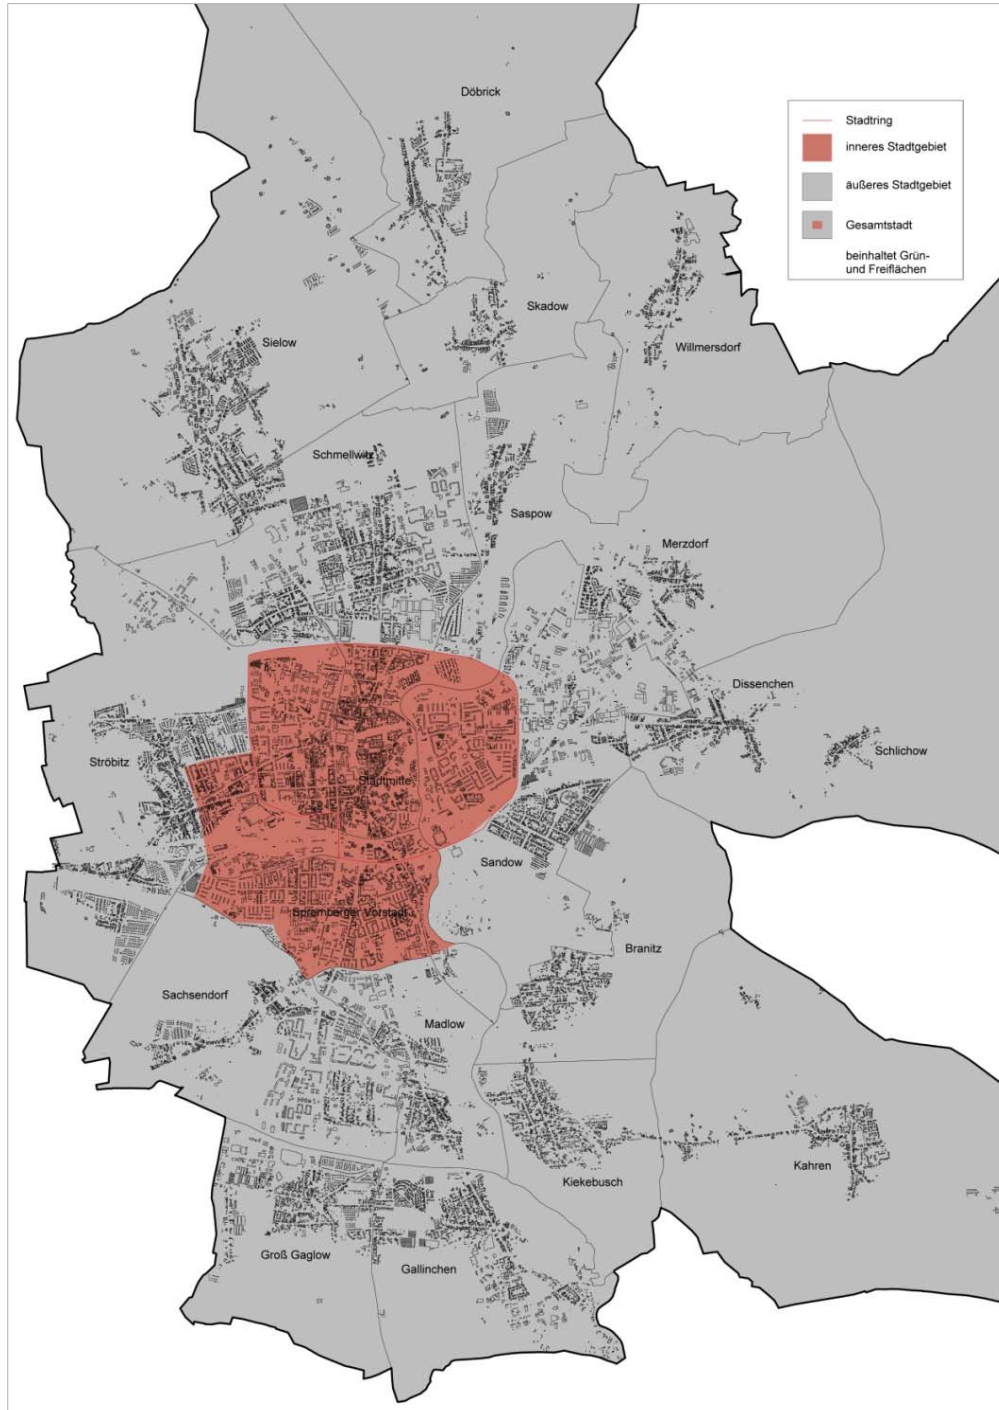 Döbrick
Stadtring
inneres Stadtgebiet
äußeres Stadtgebiet
Gesamtstadt
beinhaltet Grün-
und Freiflächen
Skadow
Sielow
Willmersdorf
Schmellwitz
Saspow
Merzdorf
Dissenchen
Schlichow
Ströbitz
Stadtmitte
Sandow
Spremberger Vorstadt
Branitz
Sachsendorf
Madlow
Kahren
Kiekebusch
Groß Gaglow
Gallinchen